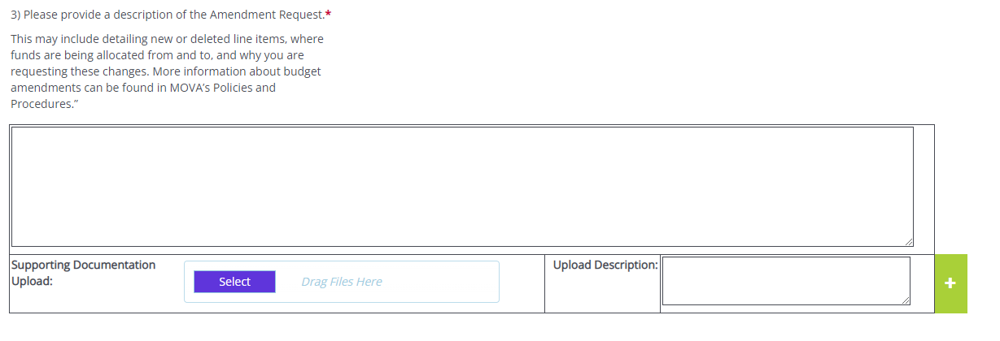 3) Please provide a description of the Amendment Request.*
This may include detailing new or deleted line items, where
funds are being allocated from and to, and why you are
requesting these changes. More information about budget
amendments can be found in MOVA's Policies and
Procedures.”
Supporting Documentation
Upload:
Select
Drag Files Here
Upload Description:
+